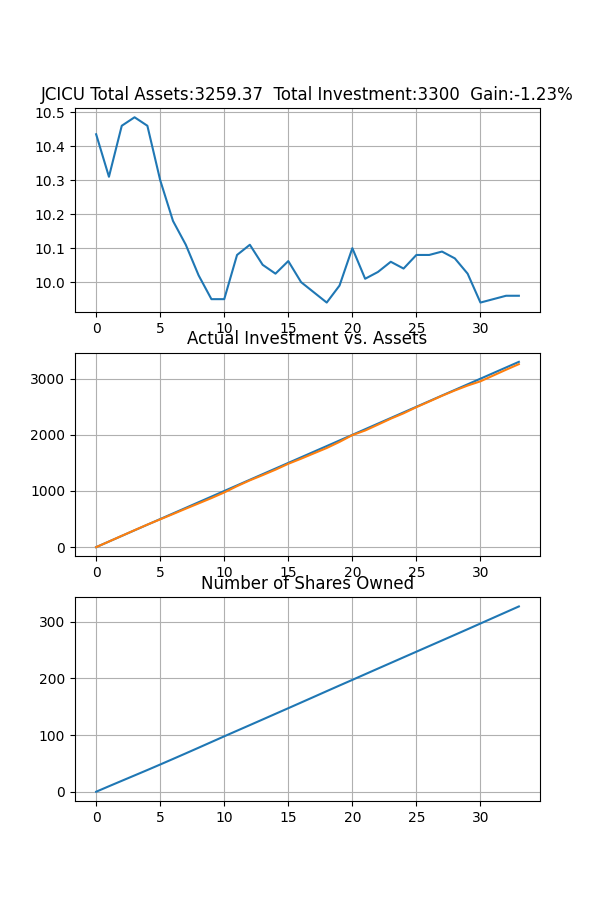 JCICU Total Assets:3259.37  Total Investment:3300  Gain:-1.23%
10.5
10.4
10.3
10.2
10.1
10.0
0 5 10 15 20 25 30
Actual Investment vs. Assets
3000
2000
1000
0
0 5 10 15 20 25 30
Number of Shares Owned
300
200
100
0
0 5 10 15 20 25 30